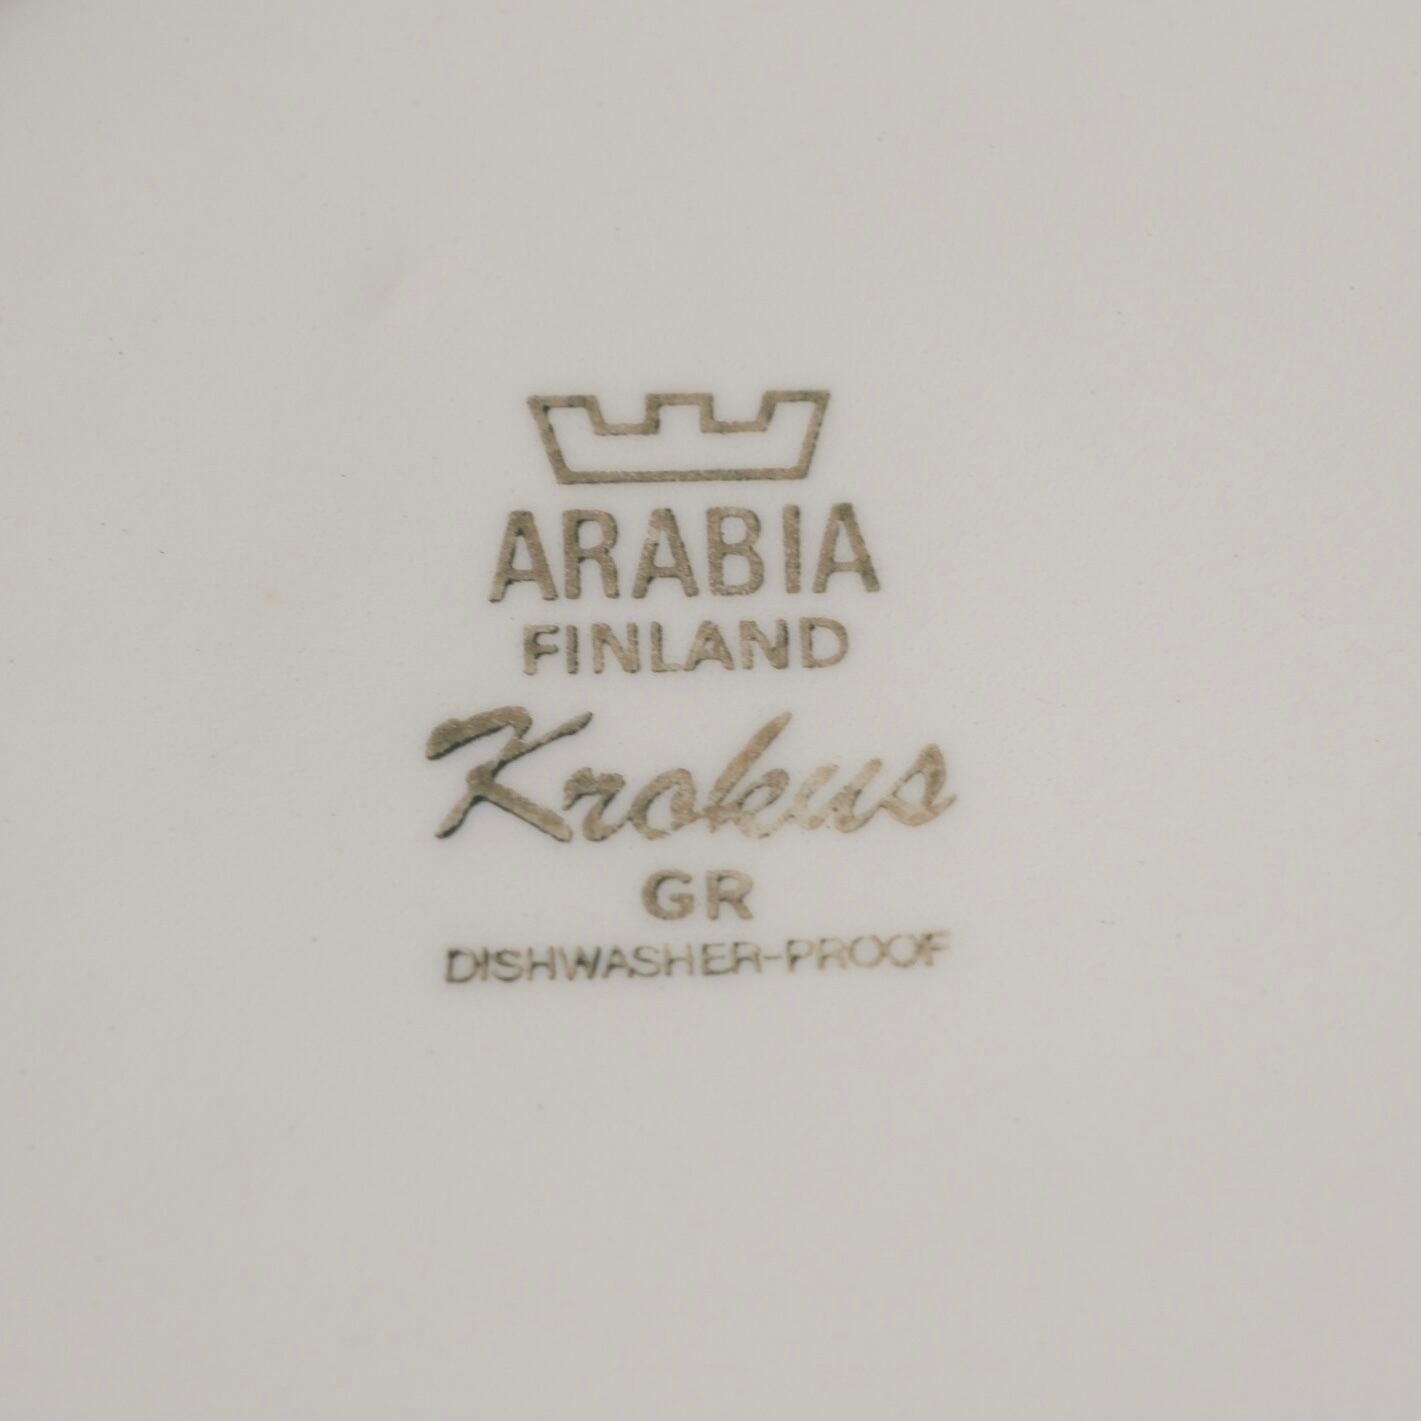 ARABIA
FINLAND
Krokus
GR
DISHWASHER-PROOF